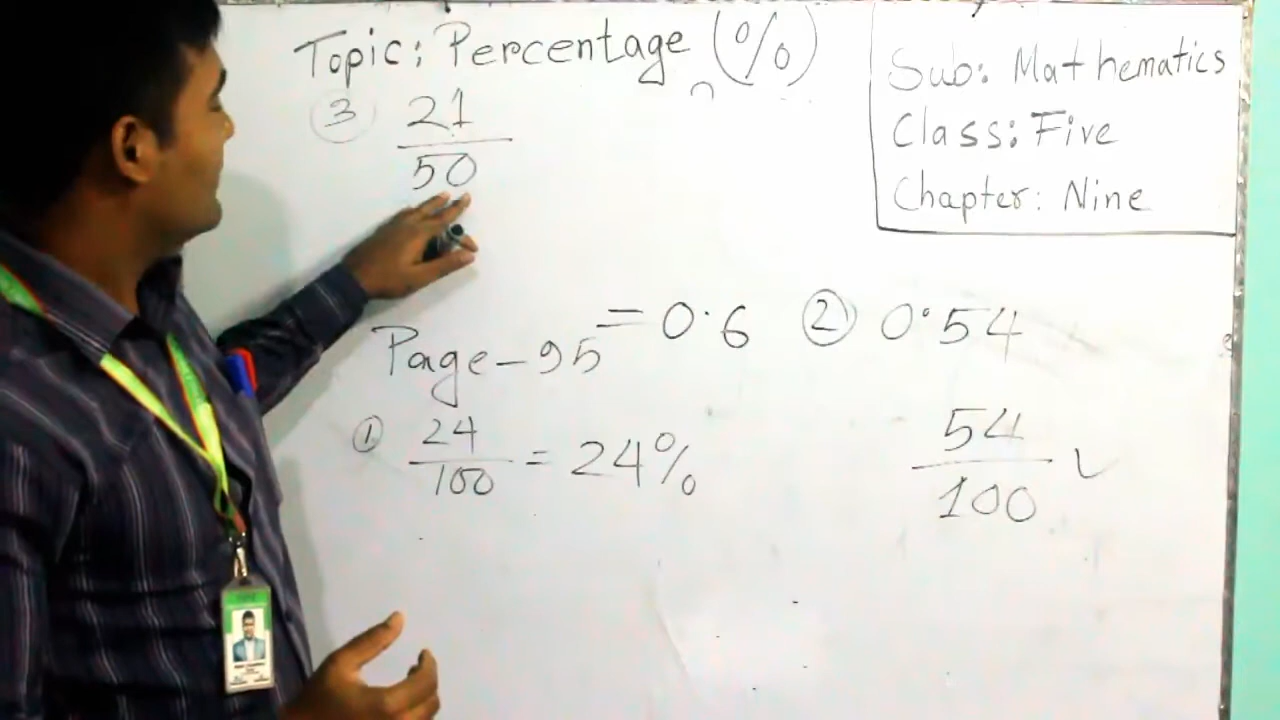 Topic: Percentage (%)
Sub: Mathematics
Class: Five
Chapter: Nine
③ 21/50
Page-95 = 0.6
② 0.54
① 24/100 = 24%
54/100